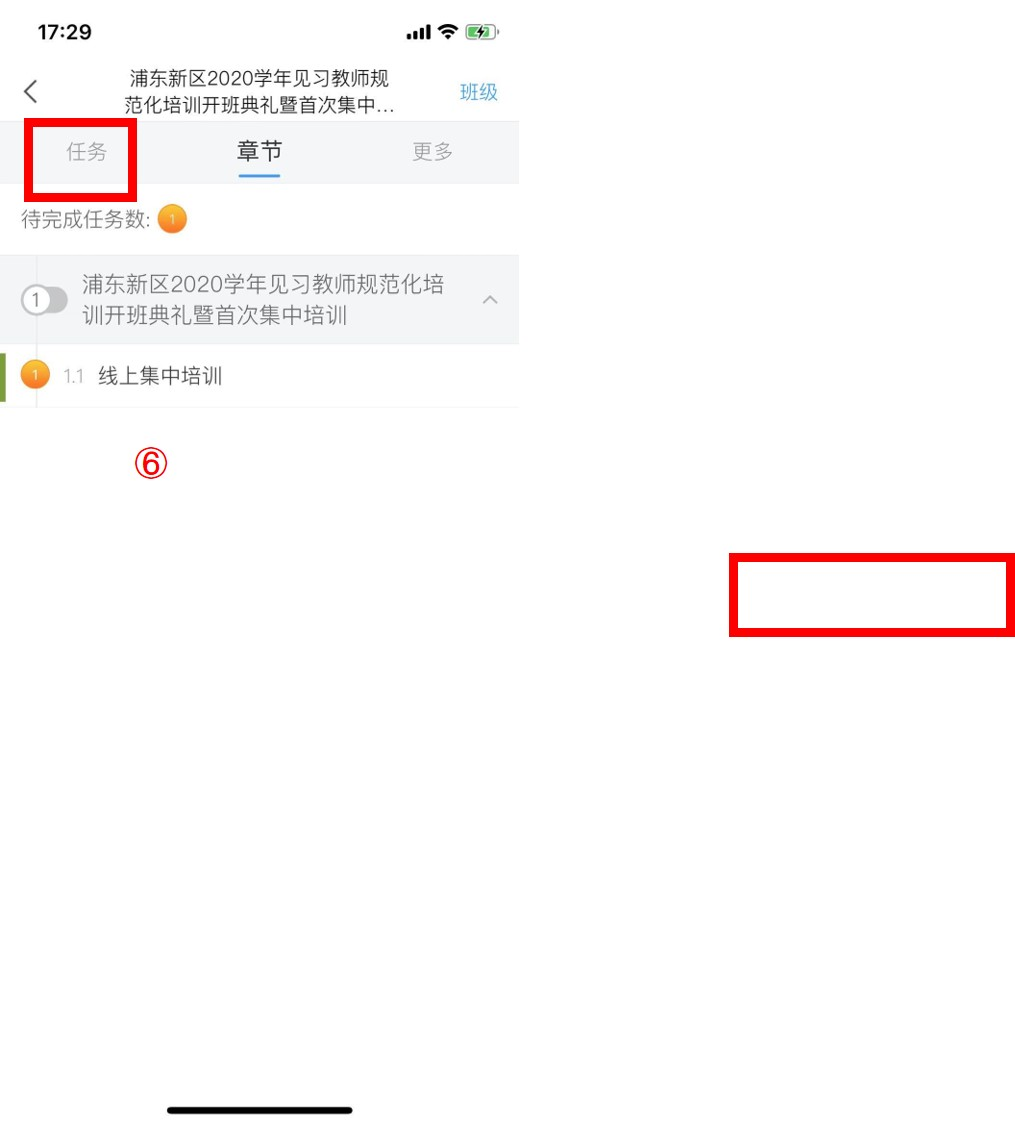 17:29
浦东新区2020学年见习教师规
范化培训开班典礼暨首次集中...
班级
任务
章节
更多
待完成任务数: 1
1
浦东新区2020学年见习教师规范化培
训开班典礼暨首次集中培训
1 1.1 线上集中培训
⑥